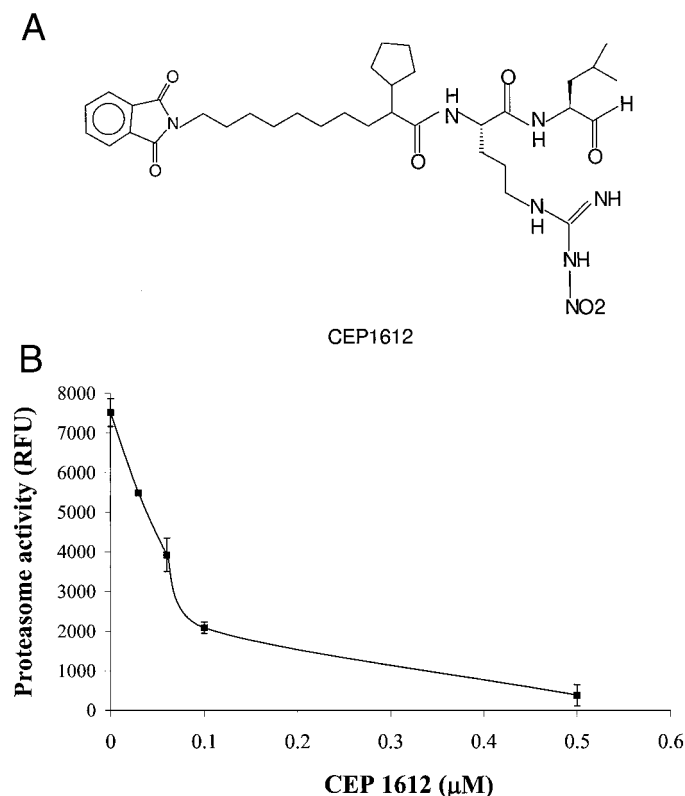 A
O
N
O
O
H
N
O
N
H
H
O
N
H
NH
NH
NO2
CEP1612
B
8000
7000
6000
5000
4000
3000
2000
1000
0
Proteasome activity (RFU)
0 0.1 0.2 0.3 0.4 0.5 0.6
CEP 1612 (µM)